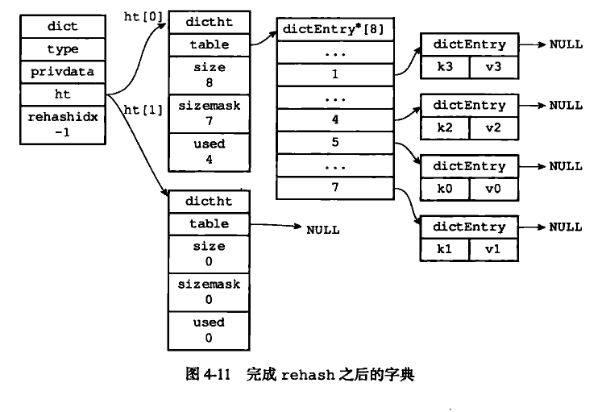 dict
type
privdata
ht
rehashidx
-1
ht[0]
ht[1]
dictht
table
size
8
sizemask
7
used
4
dictht
table
size
0
sizemask
0
used
0
NULL
dictEntry*[8]
...
1
...
4
5
...
7
dictEntry
k3 v3
NULL
dictEntry
k2 v2
NULL
dictEntry
k0 v0
NULL
dictEntry
k1 v1
NULL
图 4-11 完成 rehash 之后的字典